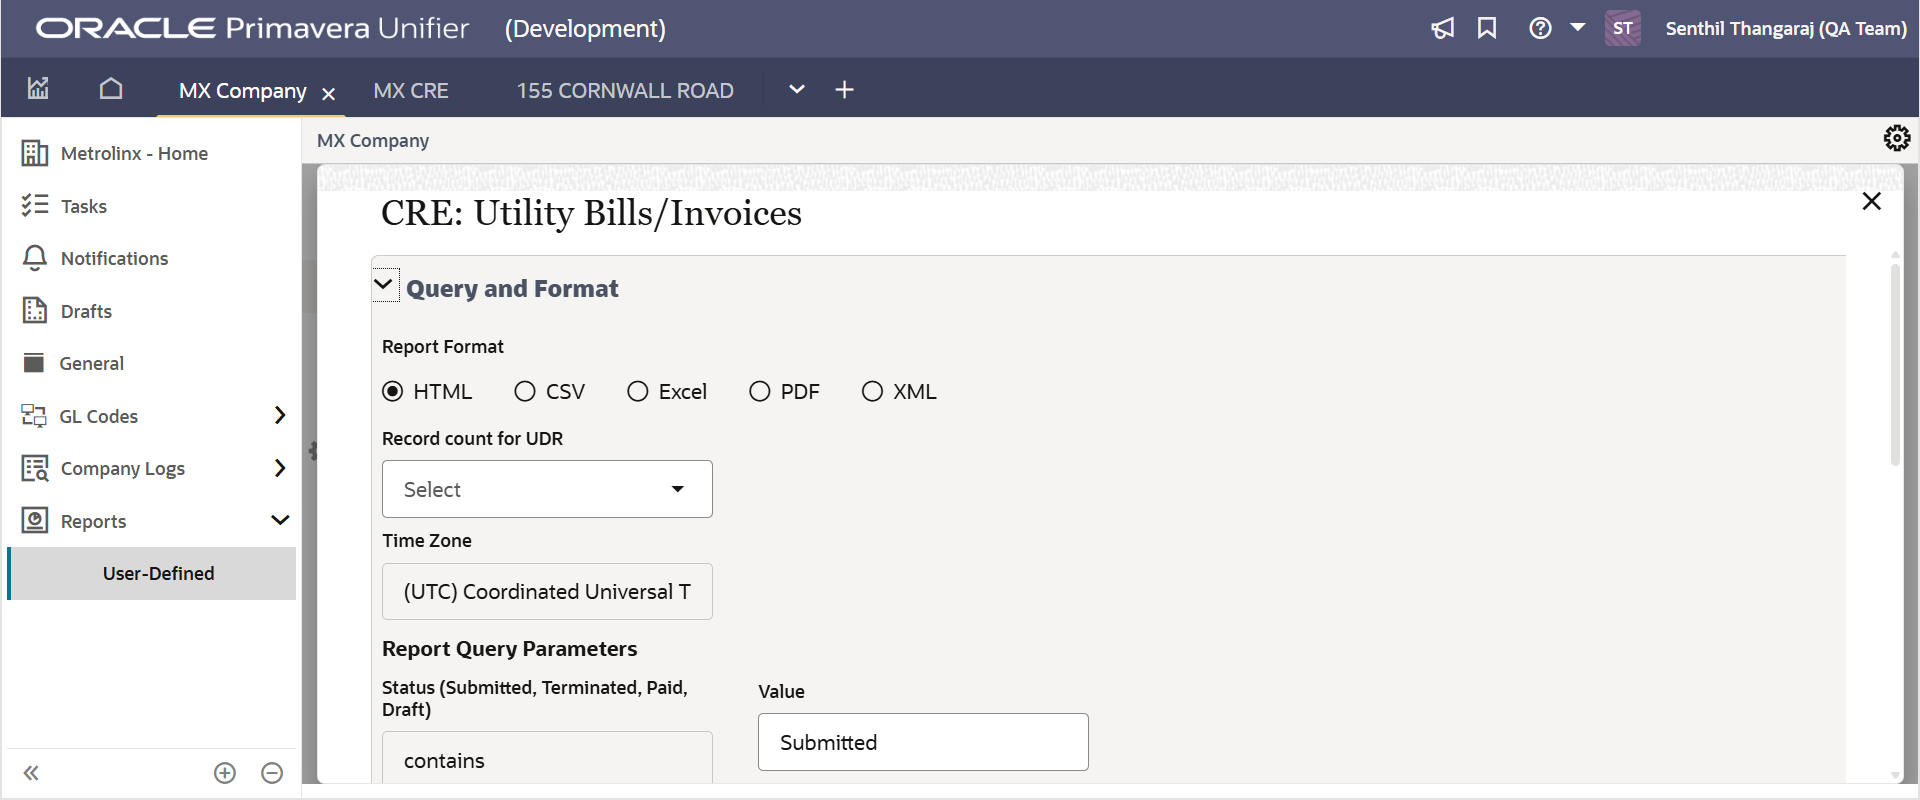 ORACLE Primavera Unifier (Development)
ST Senthil Thangaraj (QA Team)
MX Company MX CRE 155 CORNWALL ROAD
Metrolinx - Home
Tasks
Notifications
Drafts
General
GL Codes
Company Logs
Reports
User-Defined
MX Company
CRE: Utility Bills/Invoices
Query and Format
Report Format
HTML CSV Excel PDF XML
Record count for UDR
Select
Time Zone
(UTC) Coordinated Universal T
Report Query Parameters
Status (Submitted, Terminated, Paid,
Draft)
contains
Value
Submitted